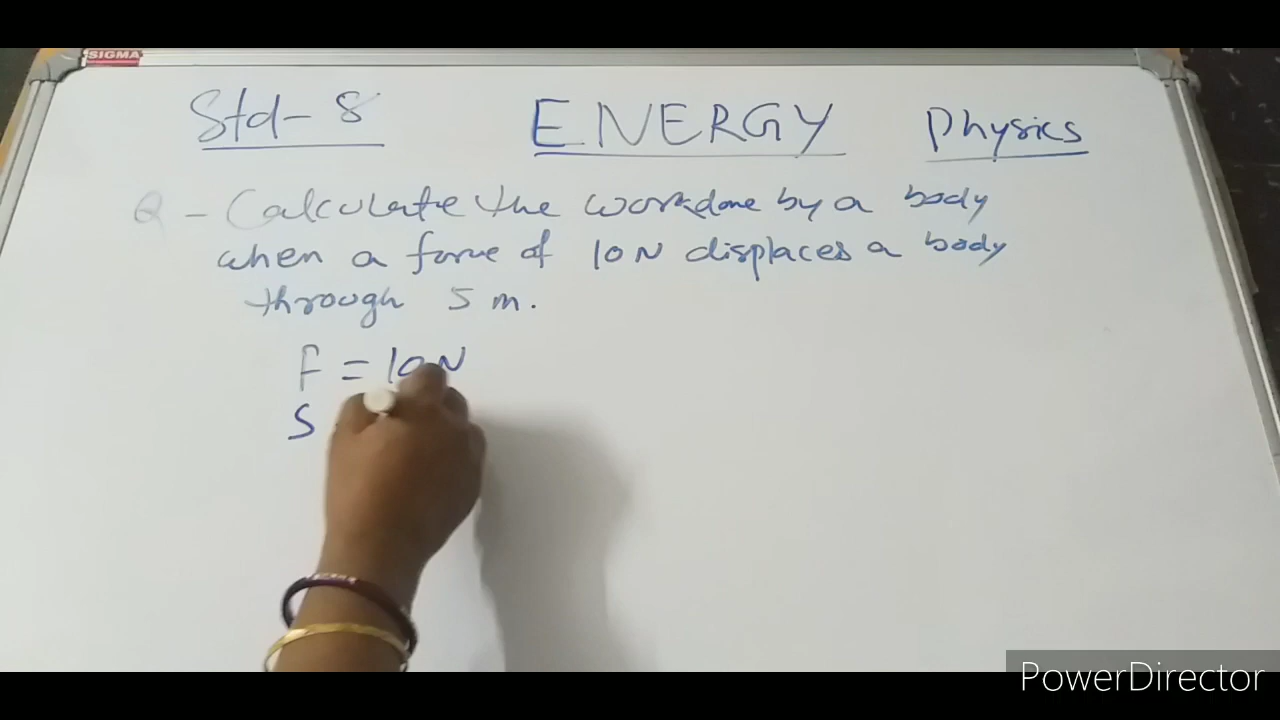 SIGMA
Std-8 ENERGY Physics
Q - Calculate the workdone by a body
when a force of 10N displaces a body
through 5 m.
F = 10N
S
PowerDirector